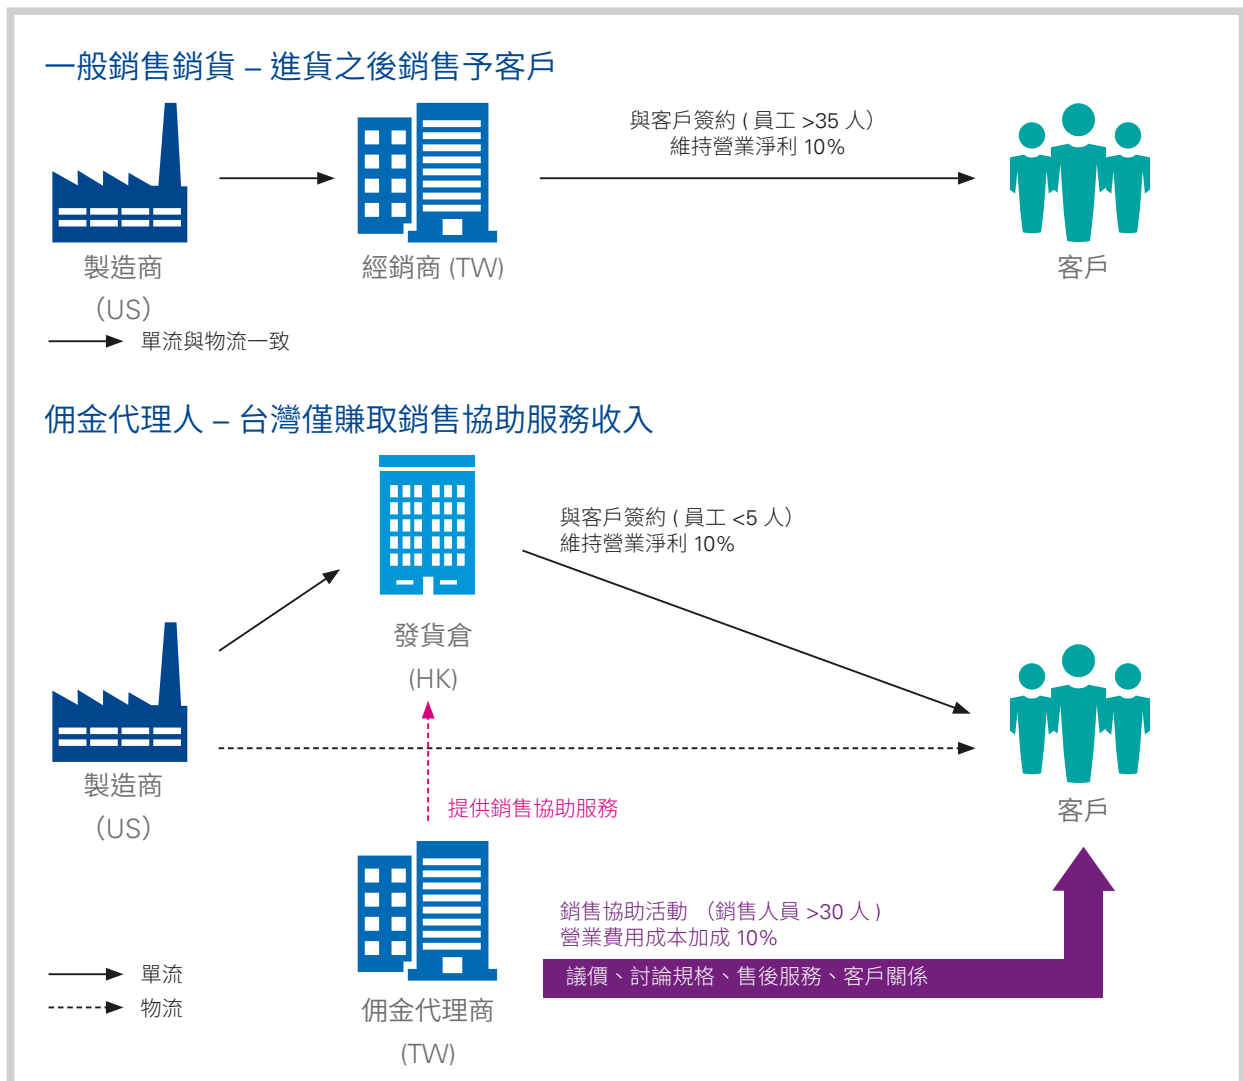 一般銷售銷貨 – 進貨之後銷售予客戶
與客戶簽約 ( 員工 >35 人）
維持營業淨利 10%
製造商
（US）
經銷商 (TW)
客戶
單流與物流一致
佣金代理人 – 台灣僅賺取銷售協助服務收入
與客戶簽約 ( 員工 <5 人）
維持營業淨利 10%
發貨倉
(HK)
製造商
（US）
客戶
提供銷售協助服務
銷售協助活動 （銷售人員 >30 人 )
營業費用成本加成 10%
議價、討論規格、售後服務、客戶關係
單流
物流
佣金代理商
(TW)